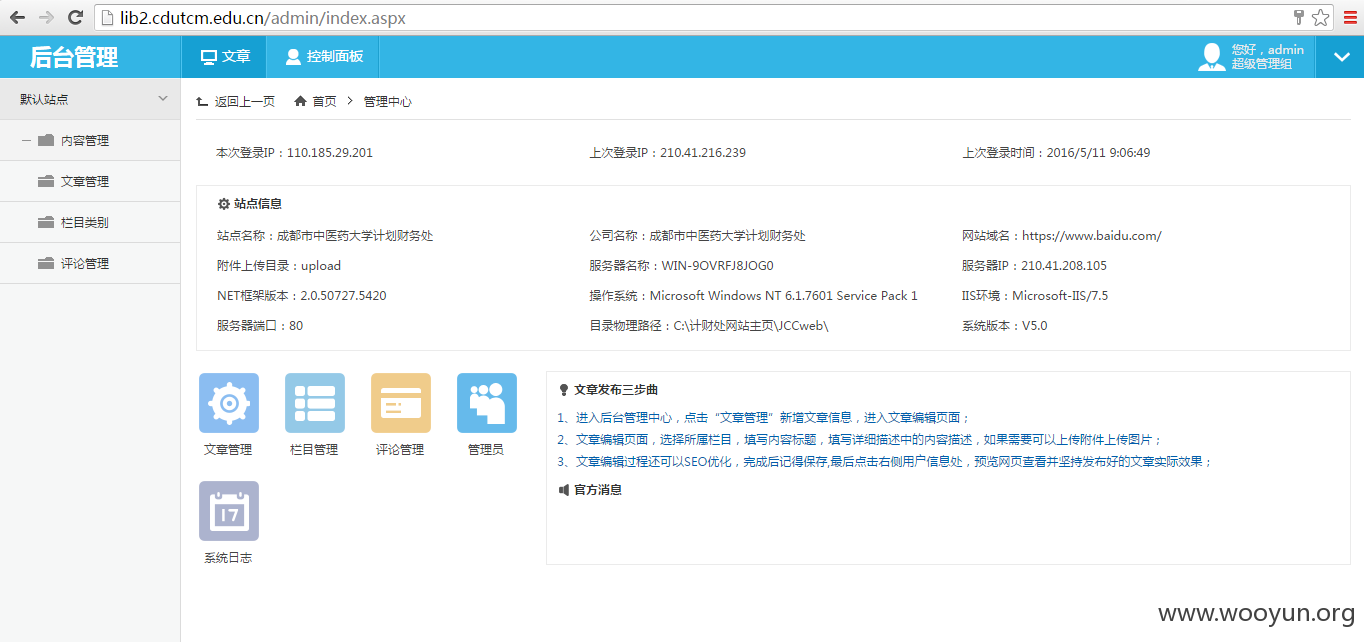 lib2.cdutcm.edu.cn/admin/index.aspx
后台管理
文章
控制面板
您好，admin
超级管理组
默认站点
返回上一页 首页 管理中心
内容管理
文章管理
栏目类别
评论管理
本次登录IP：110.185.29.201
上次登录IP：210.41.216.239
上次登录时间：2016/5/11 9:06:49
站点信息
站点名称：成都市中医药大学计划财务处
公司名称：成都市中医药大学计划财务处
网站域名：https://www.baidu.com/
附件上传目录：upload
服务器名称：WIN-9OVRFJ8JOG0
服务器IP：210.41.208.105
NET框架版本：2.0.50727.5420
操作系统：Microsoft Windows NT 6.1.7601 Service Pack 1
IIS环境：Microsoft-IIS/7.5
服务器端口：80
目录物理路径：C:\计财处网站主页\JCCweb\
系统版本：V5.0
文章管理
栏目管理
评论管理
管理员
17
系统日志
文章发布三步曲
1、进入后台管理中心，点击“文章管理”新增文章信息，进入文章编辑页面；
2、文章编辑页面，选择所属栏目，填写内容标题，填写详细描述中的内容描述，如果需要可以上传附件上传图片；
3、文章编辑过程还可以SEO优化，完成后记得保存,最后点击右侧用户信息处，预览网页查看并坚持发布好的文章实际效果；
官方消息
www.wooyun.org